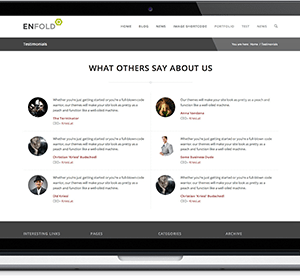 ENFOLD
HOME BLOG NEWS IMAGE OVERVIEWS PORTFOLIO TEXT NEWS
Testimonials
You are here: Home / Testimonials
WHAT OTHERS SAY ABOUT US
Whether you're just getting started or you're a full-blown code
warrior, our themes will make your site look as pretty as a
peach and function like a well-oiled machine.
The Terminator
CEO - Kriesi.at
Our themes will make your site look as pretty as a peach and
function like a well-oiled machine.
Anna Vandana
CEO - Kriesi.at
Whether you're just getting started or you're a full-blown code
warrior, our themes will make your site look as pretty as a
peach and function like a well-oiled machine.
Christian "Kriesi" Budschedl
CEO - Kriesi.at
Whether you're just getting started or you're a full-blown code
warrior, our themes will make your site look as pretty as a
peach and function like a well-oiled machine.
Some Business Dude
CEO - Kriesi.at
Whether you're just getting started or you're a full-blown code
warrior, our themes will make your site look as pretty as a
peach and function like a well-oiled machine.
Old Kriesi
CEO - Kriesi.at
Whether you're just getting started or you're a full-blown code
warrior, our themes will make your site look as pretty as a
peach and function like a well-oiled machine.
Christian "Kriesi" Budschedl
CEO - Kriesi.at
INTERESTING LINKS PAGES CATEGORIES ARCHIVE